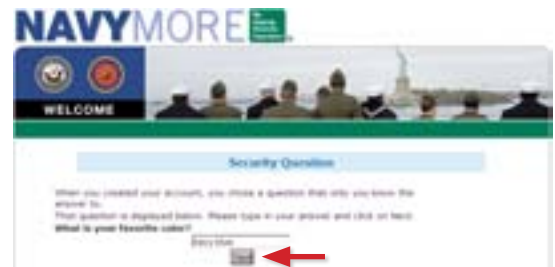 NAVYMORE
WELCOME
Security Question
When you created your account, you chose a question that only you know the
answer to.
That question is displayed below. Please type in your answer and click on Next.
What is your favorite color?